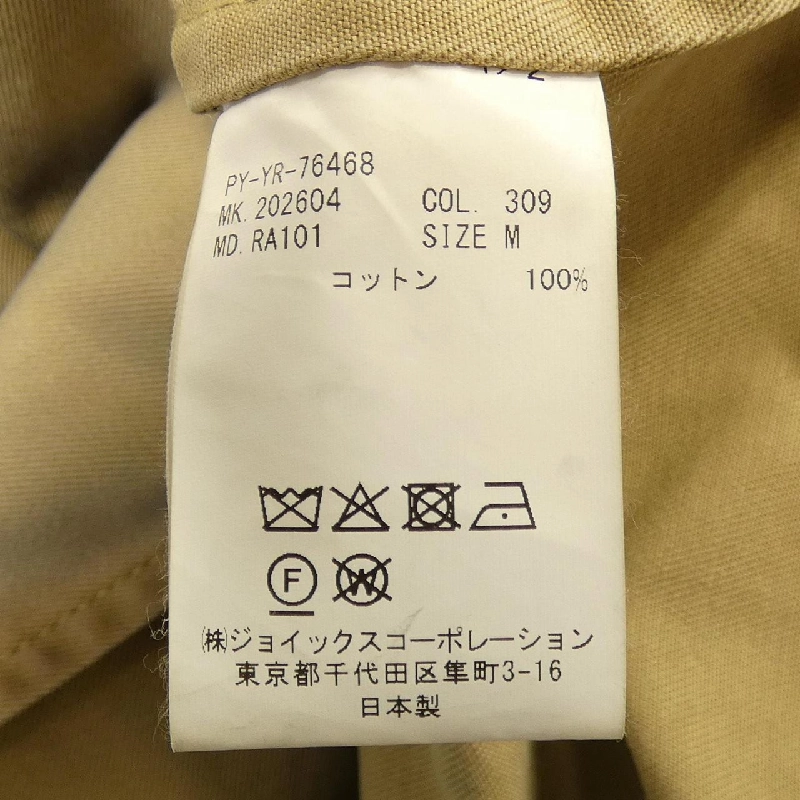 1/2
PY-YR-76468
MK. 202604 COL. 309
MD. RA101 SIZE M
コットン 100%
F W
㈱ジョイックスコーポレーション
東京都千代田区隼町3-16
日本製